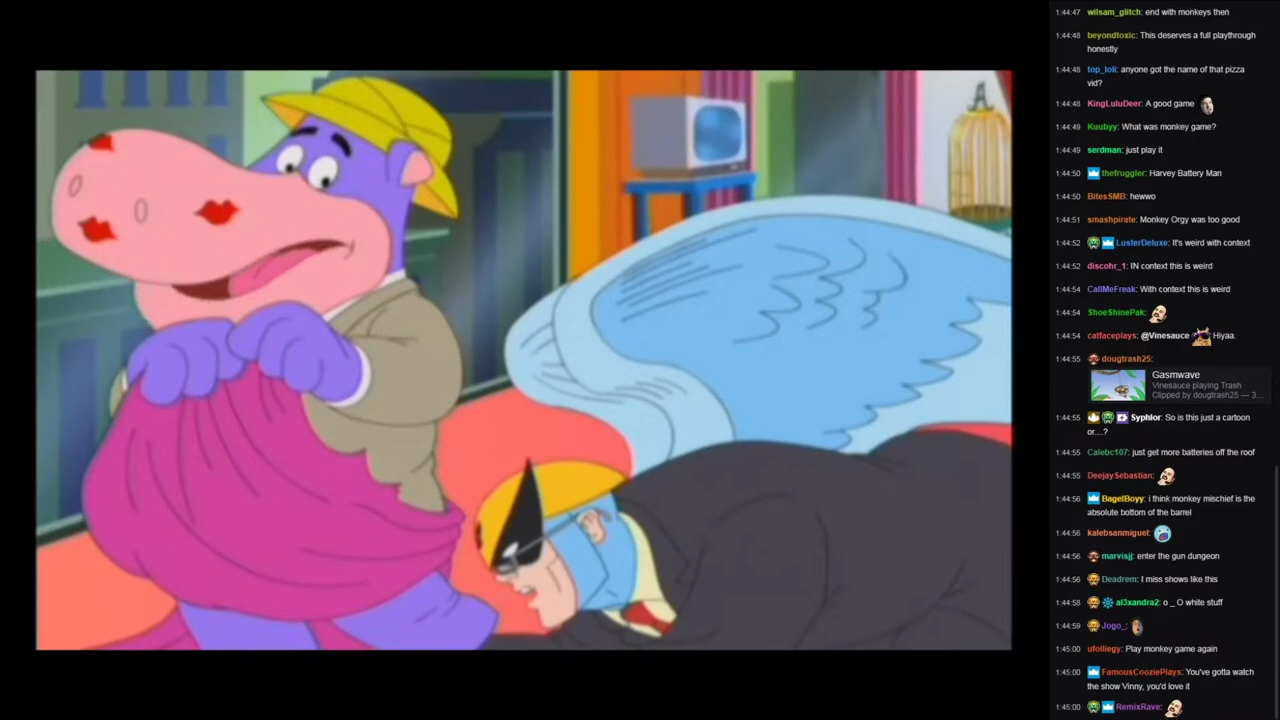 1:44:47 wilsam_glitch: end with monkeys then
1:44:48 beyondtoxic: This deserves a full playthrough
honestly
1:44:48 top_loli: anyone got the name of that pizza
vid?
1:44:48 KingLuluDeer: A good game
1:44:49 Kuubyy: What was monkey game?
1:44:49 serdman: just play it
1:44:50 thefruggler: Harvey Battery Man
1:44:50 BitesSMB: hewwo
1:44:51 smashpirate: Monkey Orgy was too good
1:44:52 LusterDeluxe: It's weird with context
1:44:52 discohr_1: IN context this is weird
1:44:54 CallMeFreak: With context this is weird
1:44:54 ShoeShinePak:
1:44:54 catfaceplays: @Vinesauce Hiyaa.
1:44:55 dougtrash25:
Gasmwave
Vinesauce playing Trash
Clipped by dougtrash25 — 3...
1:44:55 Syphlor: So is this just a cartoon
or....?
1:44:55 Calebc107: just get more batteries off the roof
1:44:55 DeejaySebastian:
1:44:56 BagelBoyy: i think monkey mischief is the
absolute bottom of the barrel
1:44:56 kalebsanmiguel:
1:44:56 marvisjj: enter the gun dungeon
1:44:56 Deadrem: I miss shows like this
1:44:58 al3xandra2: o _ O white stuff
1:44:59 Jogo_:
1:45:00 ufolliegy: Play monkey game again
1:45:00 FamousCooziePlays: You've gotta watch
the show Vinny, you'd love it
1:45:00 RemixRave: